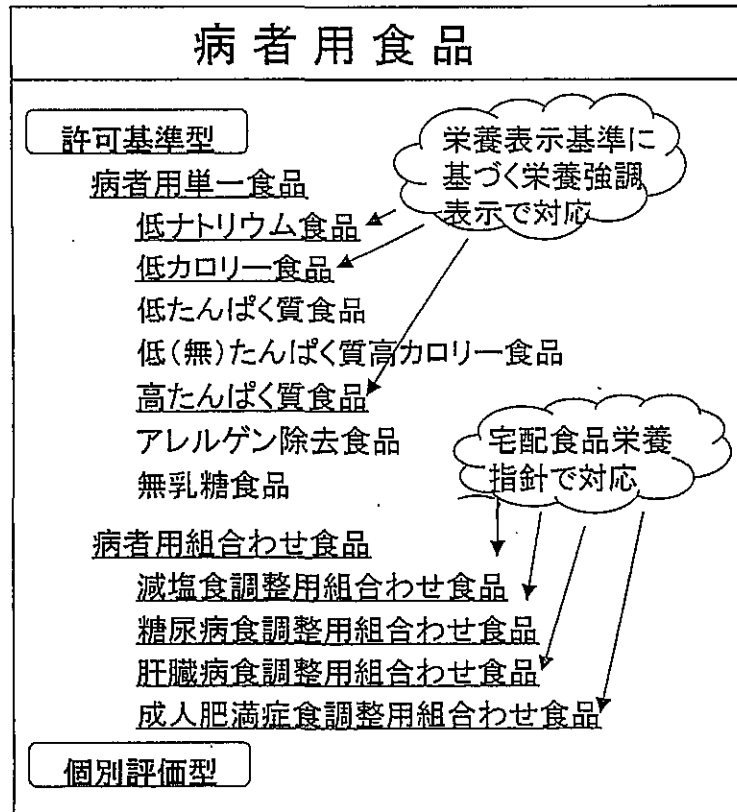 病者用食品
許可基準型
栄養表示基準に
基づく栄養強調
表示で対応
病者用単一食品
低ナトリウム食品
低カロリー食品
低たんぱく質食品
低(無)たんぱく質高カロリー食品
高たんぱく質食品
アレルゲン除去食品
無乳糖食品
宅配食品栄養
指針で対応
病者用組合わせ食品
減塩食調整用組合わせ食品
糖尿病食調整用組合わせ食品
肝臓病食調整用組合わせ食品
成人肥満症食調整用組合わせ食品
個別評価型